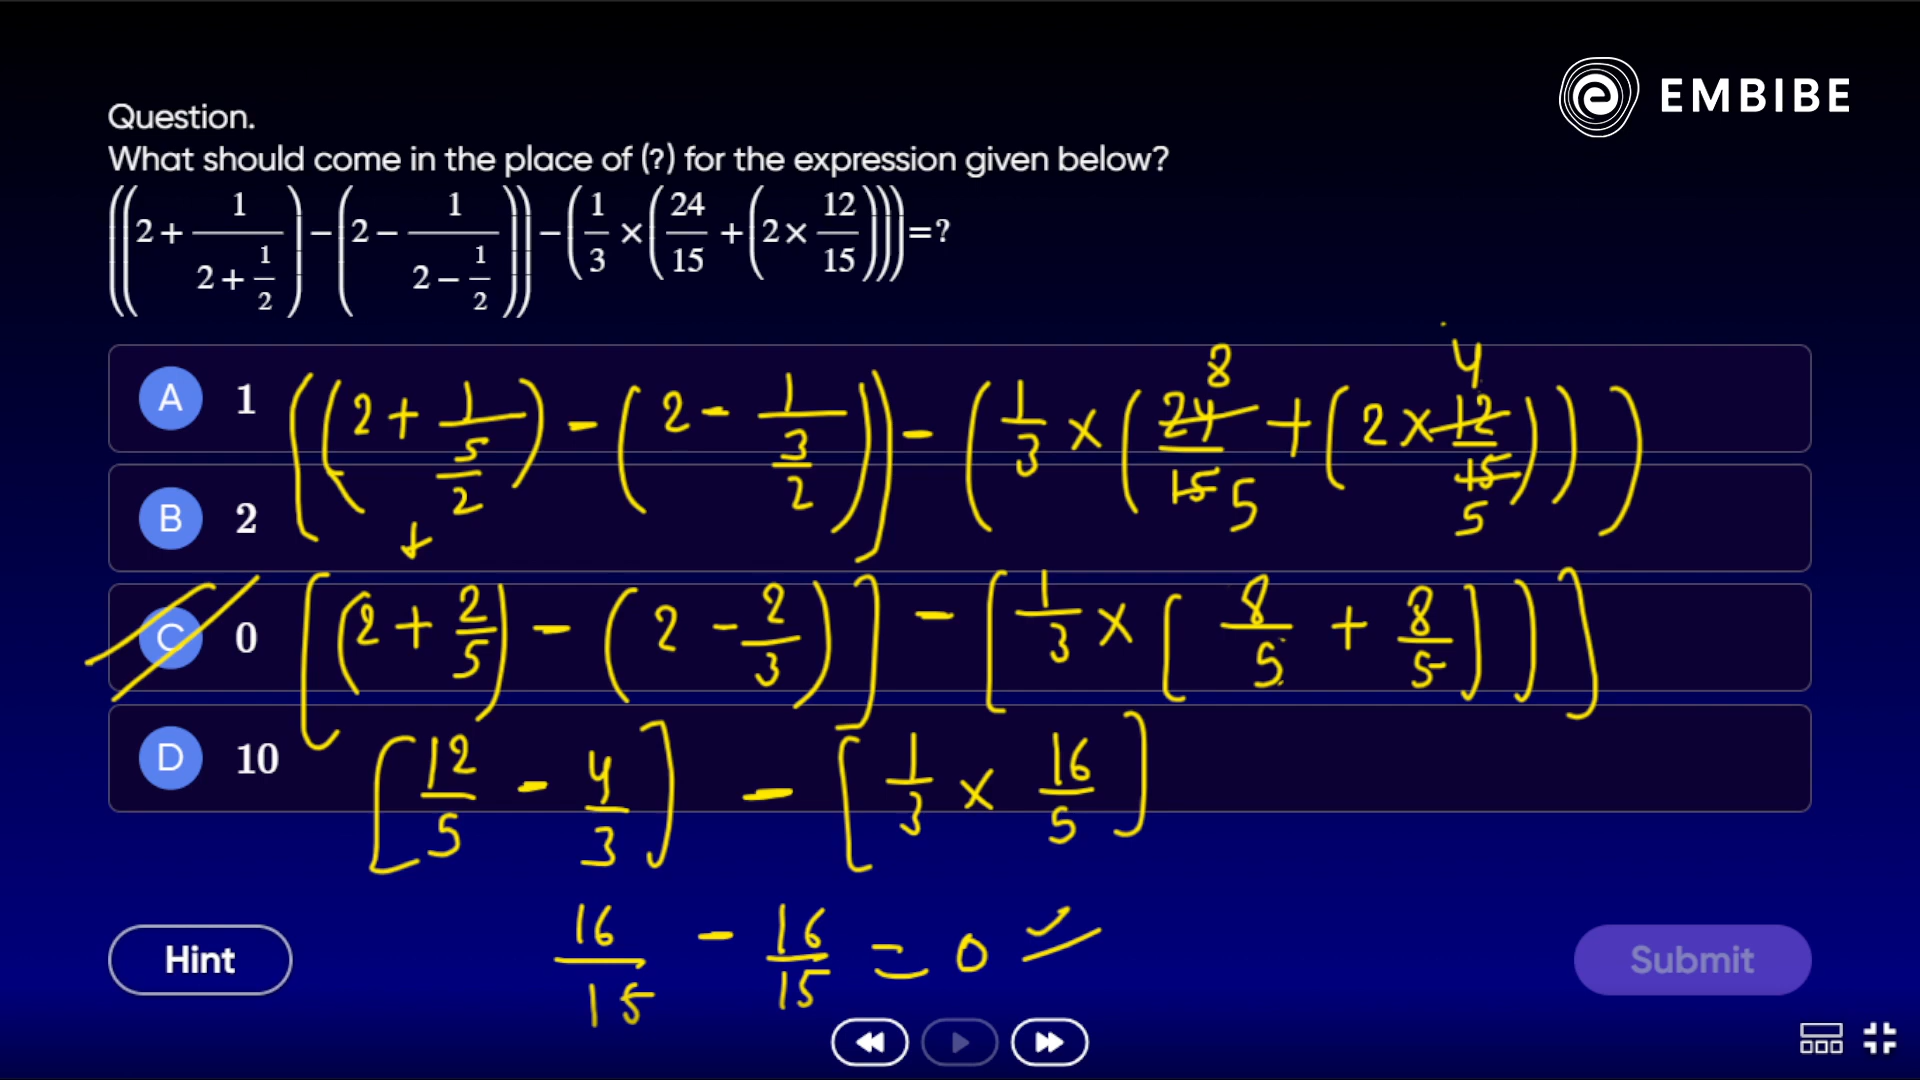 EMBIBE
Question.
What should come in the place of (?) for the expression given below?
((2 + 1/(2 + 1/2)) − (2 − 1/(2 − 1/2))) − (1/3 × (24/15 + (2 × 12/15))) = ?
A 1
((2 + 1/(5/2)) - (2 - 1/(3/2))) - (1/3 × (24/15 8/5 + (2 × 12/15 4/5)))
B 2
+
C 0
[(2 + 2/5) - (2 - 2/3)] - [1/3 × [8/5 + 8/5])]
D 10
[12/5 - 4/3] - [1/3 × 16/5]
16/15 - 16/15 = 0
Hint
Submit